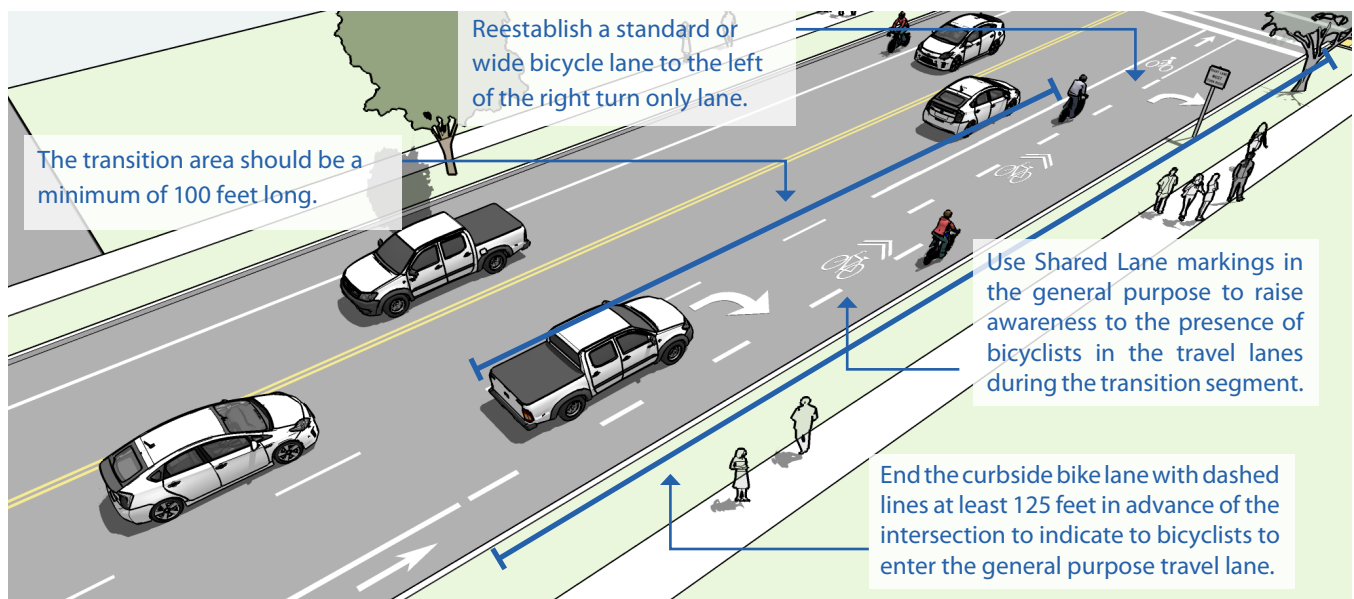 Reestablish a standard or
wide bicycle lane to the left
of the right turn only lane.
The transition area should be a
minimum of 100 feet long.
Use Shared Lane markings in
the general purpose to raise
awareness to the presence of
bicyclists in the travel lanes
during the transition segment.
End the curbside bike lane with dashed
lines at least 125 feet in advance of the
intersection to indicate to bicyclists to
enter the general purpose travel lane.